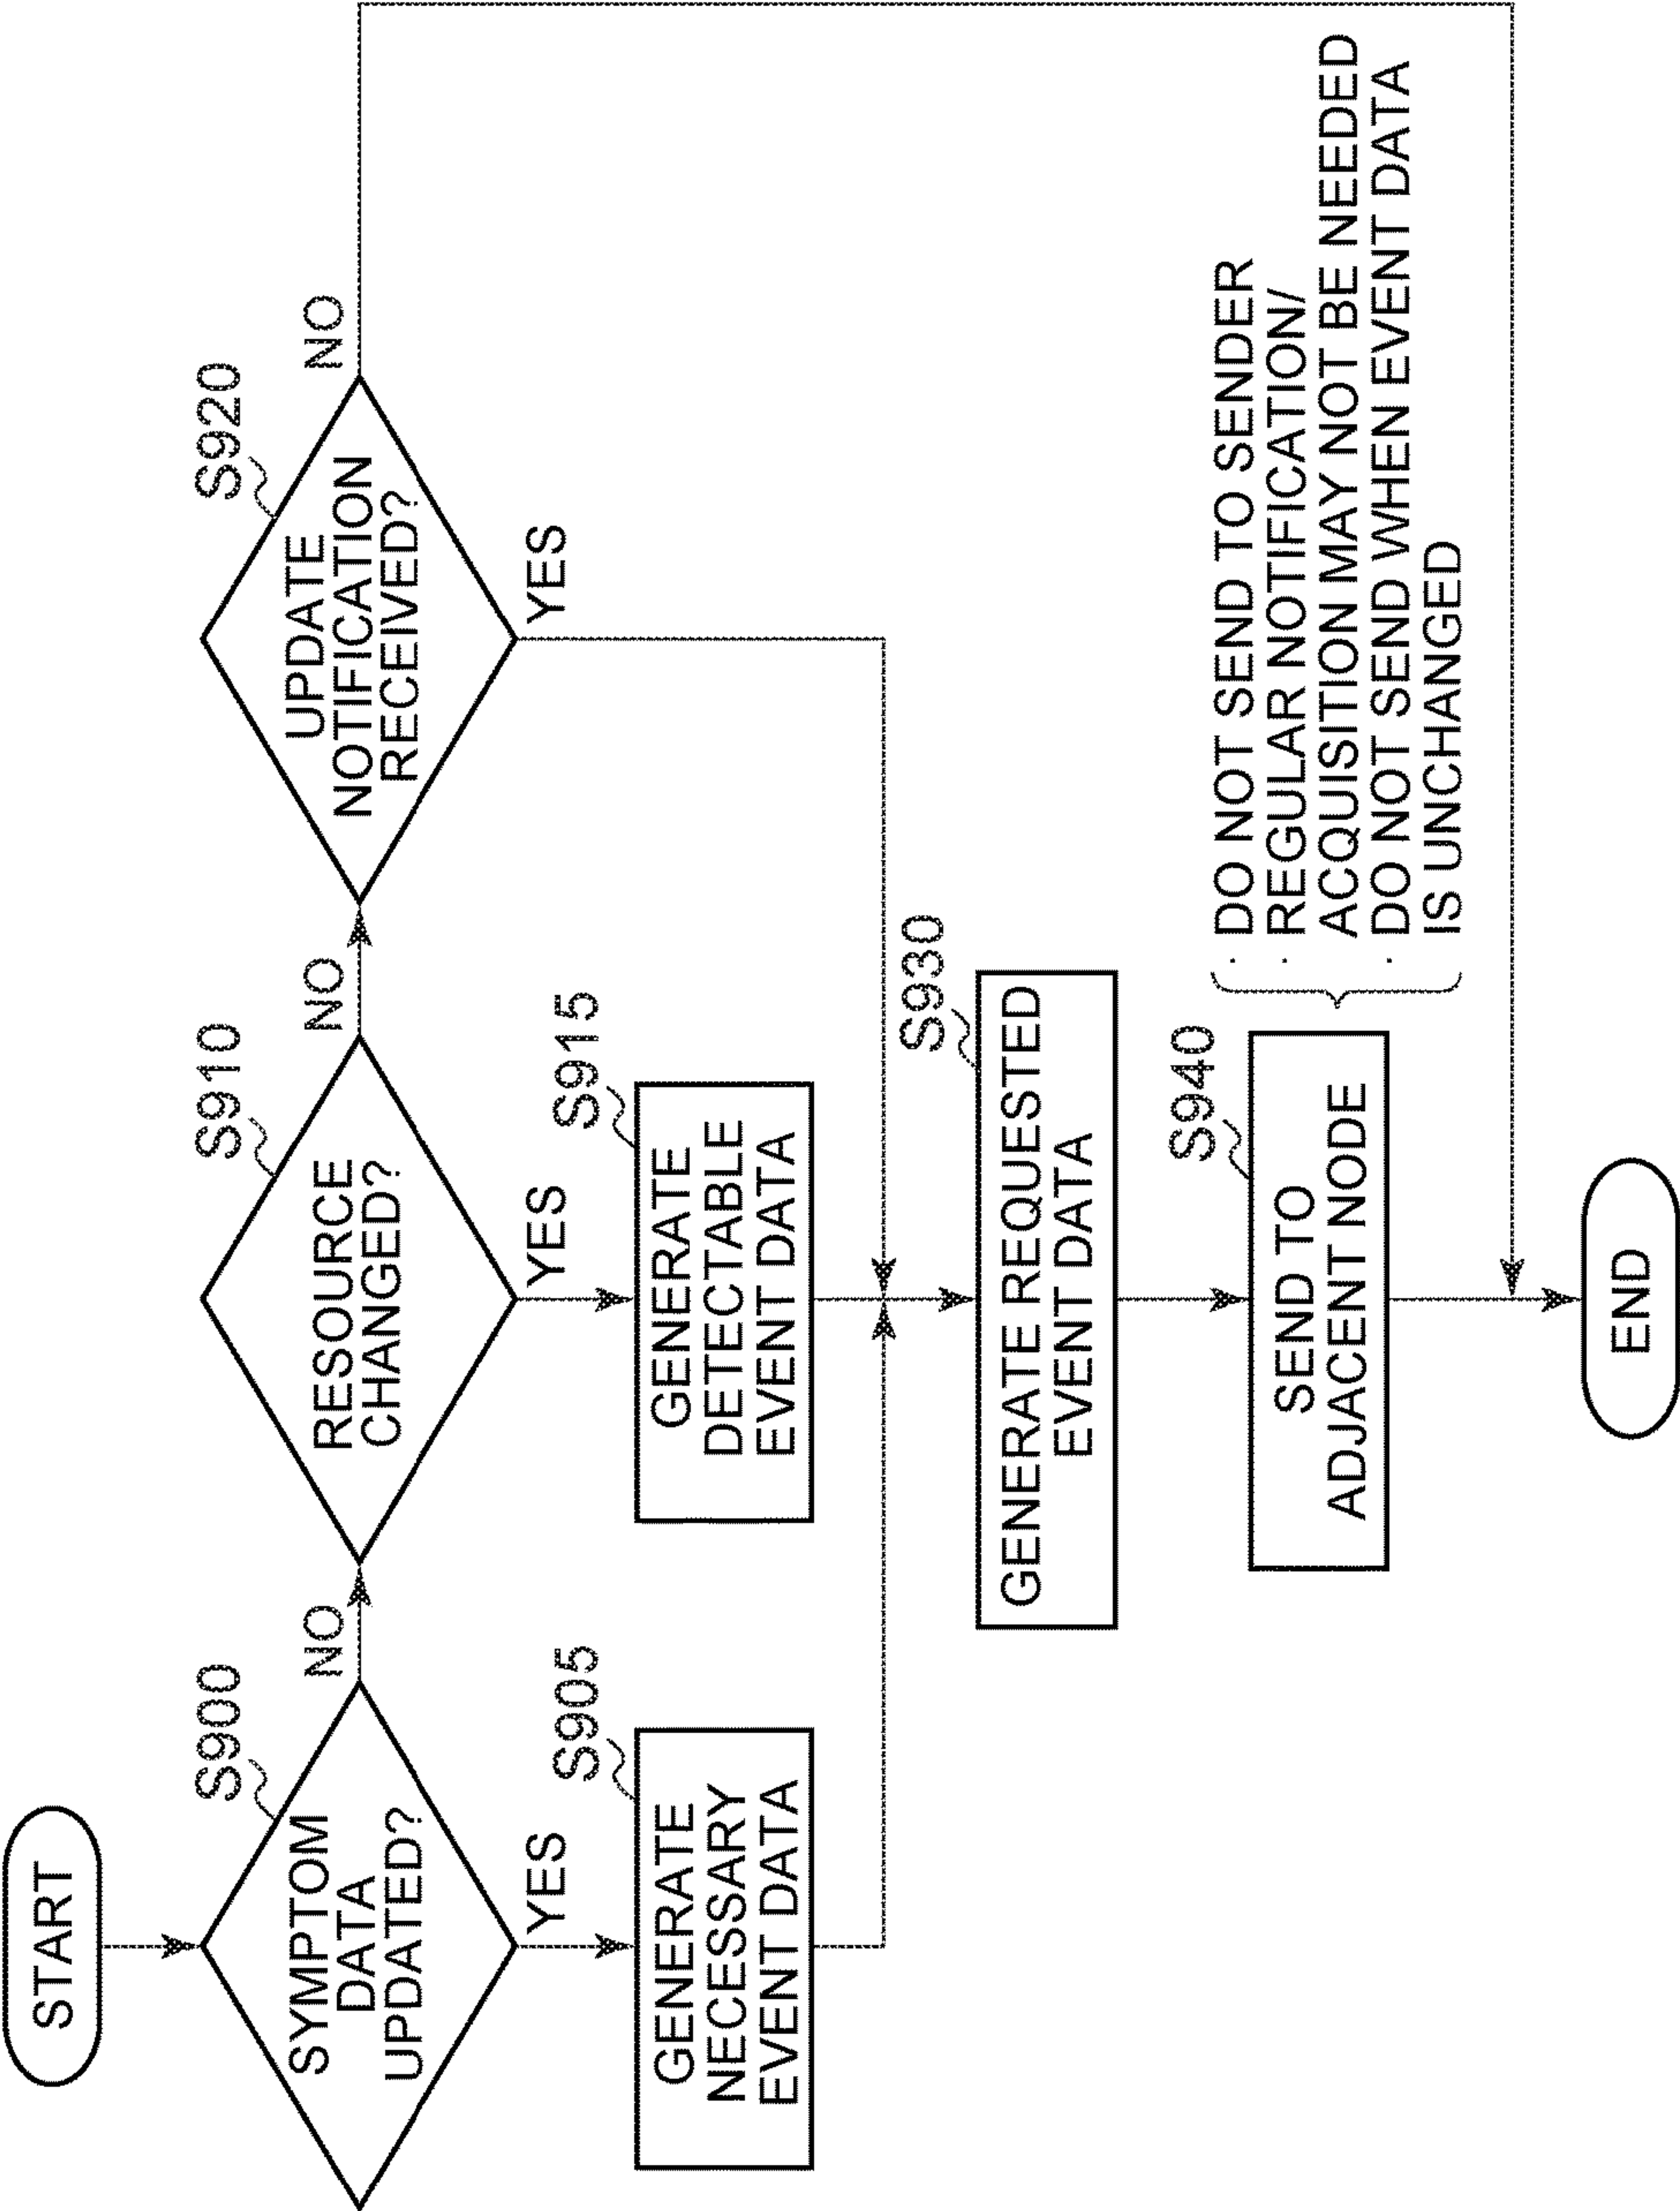 START
S900
SYMPTOM
DATA
UPDATED?
NO
YES
S905
GENERATE
NECESSARY
EVENT DATA
S910
RESOURCE
CHANGED?
NO
YES
S915
GENERATE
DETECTABLE
EVENT DATA
S920
UPDATE
NOTIFICATION
RECEIVED?
NO
YES
S930
GENERATE REQUESTED
EVENT DATA
S940
SEND TO
ADJACENT NODE
· DO NOT SEND TO SENDER
· REGULAR NOTIFICATION/
ACQUISITION MAY NOT BE NEEDED
· DO NOT SEND WHEN EVENT DATA
IS UNCHANGED
END